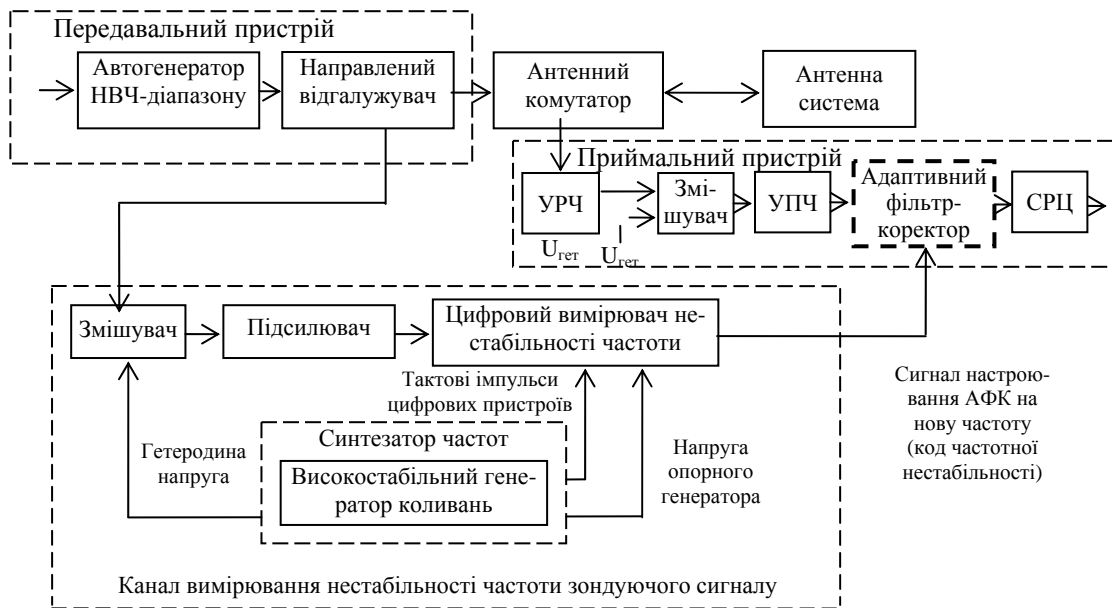 Передавальний пристрій
Автогенератор
НВЧ-діапазону
Направлений
відгалужувач
Антенний
комутатор
Антенна
система
Приймальний пристрій
УРЧ
Uгет
Uгет
Змі-
шувач
УПЧ
Адаптивний
фільтр-
коректор
СРЦ
Змішувач
Підсилювач
Цифровий вимірювач не-
стабільності частоти
Тактові імпульси
цифрових пристроїв
Гетеродина
напруга
Синтезатор частот
Високостабільний гене-
ратор коливань
Напруга
опорного
генератора
Сигнал настрою-
вання АФК на
нову частоту
(код частотної
нестабільності)
Канал вимірювання нестабільності частоти зондуючого сигналу